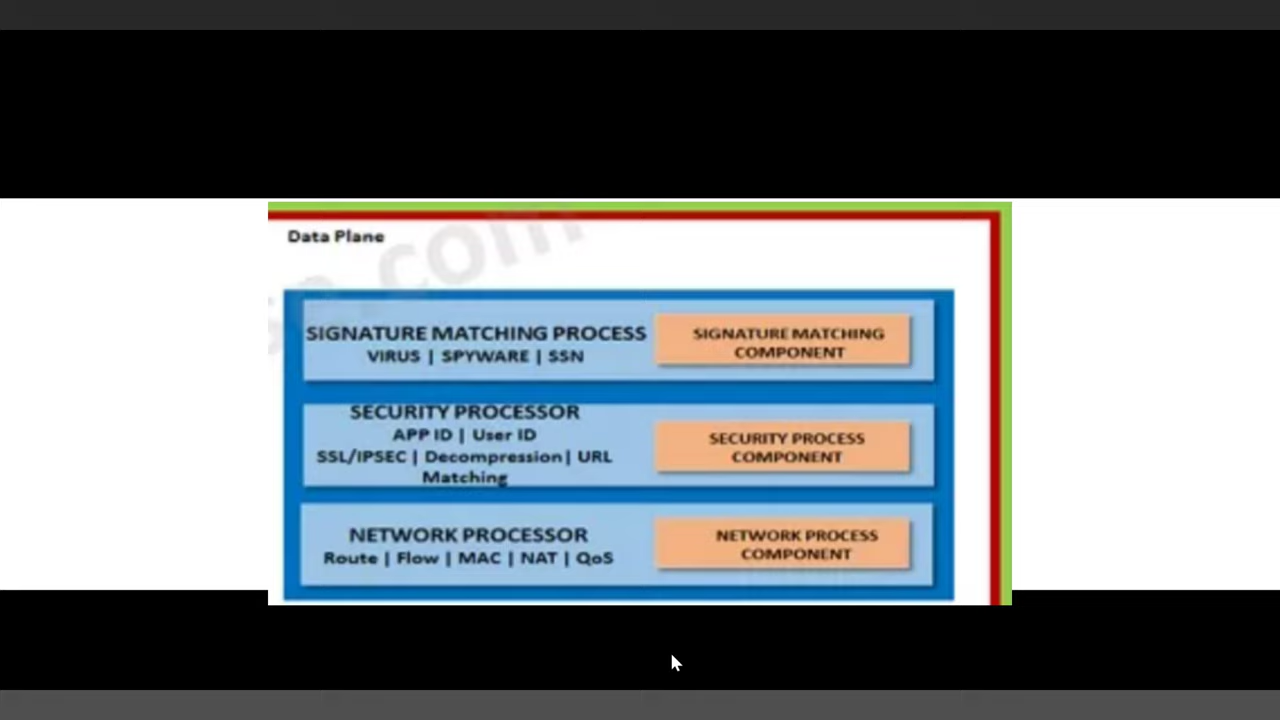 Data Plane
SIGNATURE MATCHING PROCESS
VIRUS | SPYWARE | SSN
SIGNATURE MATCHING
COMPONENT
SECURITY PROCESSOR
APP ID | User ID
SSL/IPSEC | Decompression| URL
Matching
SECURITY PROCESS
COMPONENT
NETWORK PROCESSOR
Route | Flow | MAC | NAT | QoS
NETWORK PROCESS
COMPONENT